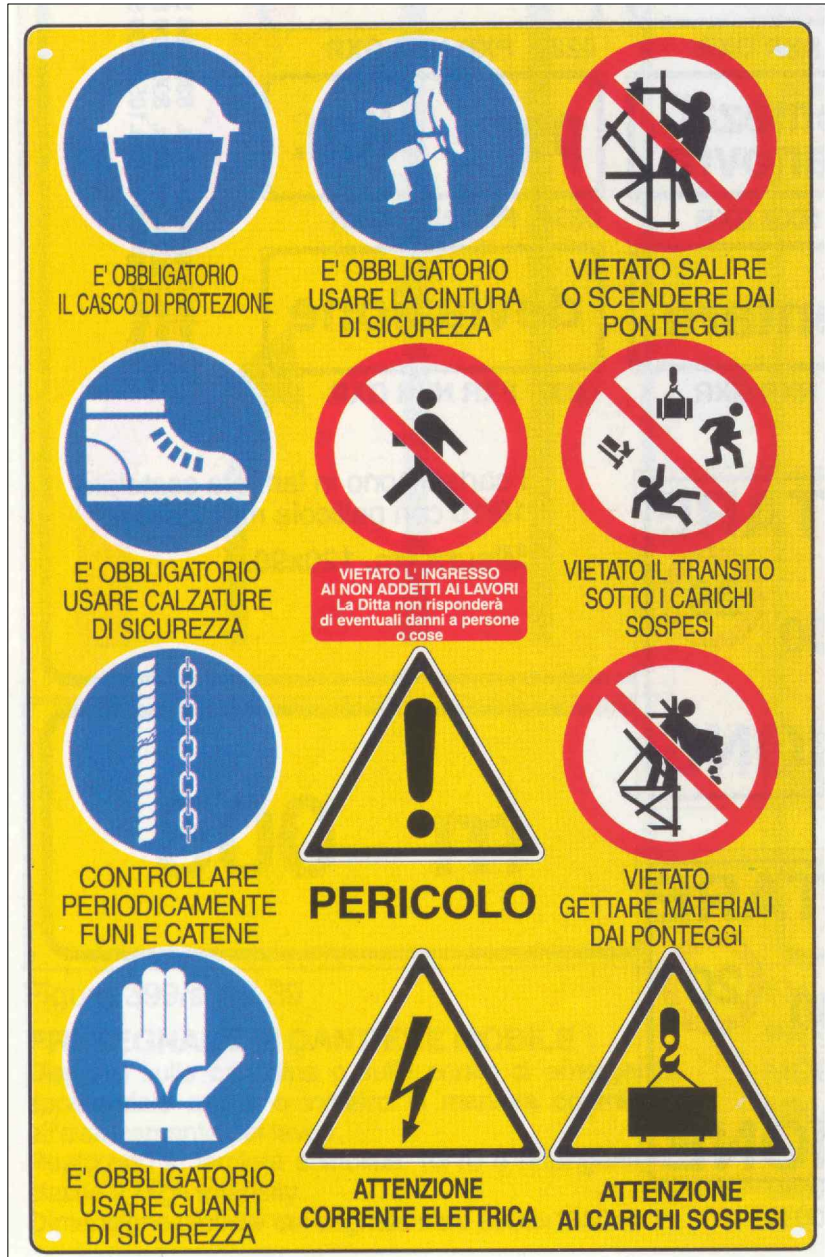 E' OBBLIGATORIO
IL CASCO DI PROTEZIONE
E' OBBLIGATORIO
USARE LA CINTURA
DI SICUREZZA
VIETATO SALIRE
O SCENDERE DAI
PONTEGGI
E' OBBLIGATORIO
USARE CALZATURE
DI SICUREZZA
VIETATO L' INGRESSO
AI NON ADDETTI AI LAVORI
La Ditta non risponderà
di eventuali danni a persone
o cose
VIETATO IL TRANSITO
SOTTO I CARICHI
SOSPESI
CONTROLLARE
PERIODICAMENTE
FUNI E CATENE
PERICOLO
VIETATO
GETTARE MATERIALI
DAI PONTEGGI
E' OBBLIGATORIO
USARE GUANTI
DI SICUREZZA
ATTENZIONE
CORRENTE ELETTRICA
ATTENZIONE
AI CARICHI SOSPESI